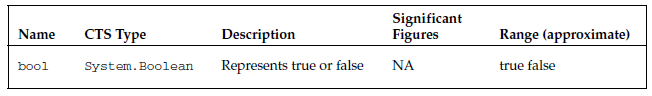 Significant
Name CTS Type Description Figures Range (approximate)
bool System.Boolean Represents true or false NA true false